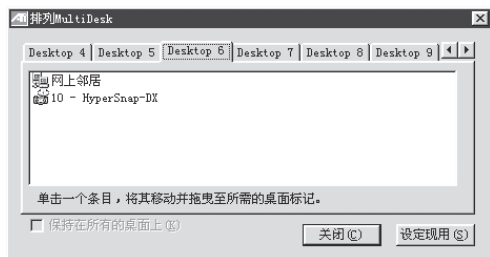 ATI 排列MultiDesk
Desktop 4 Desktop 5 Desktop 6 Desktop 7 Desktop 8 Desktop 9
网上邻居
10 - HyperSnap-DX
单击一个条目，将其移动并拖曳至所需的桌面标记。
保持在所有的桌面上(K)
关闭(C) 设定现用(S)